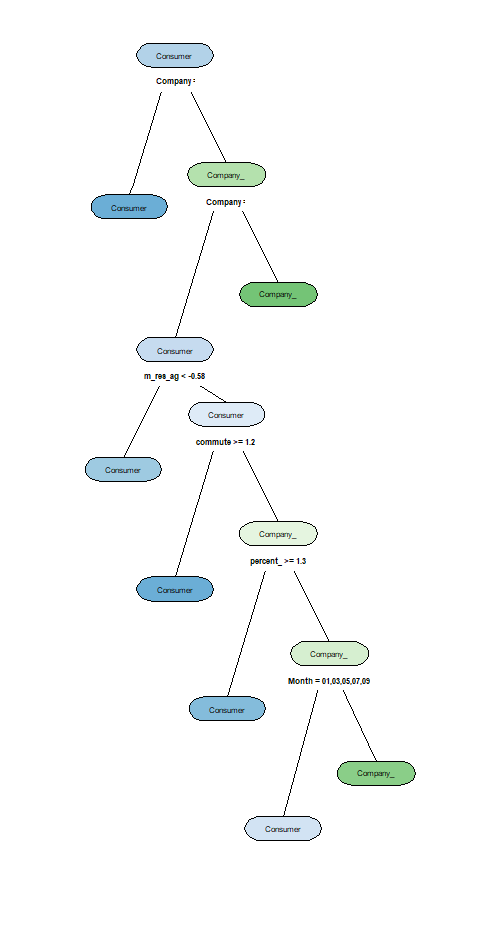 Consumer
Company =
Company_
Consumer
Company =
Company_
Consumer
m_res_ag < -0.58
Consumer
commute >= 1.2
Consumer
Company_
percent_ >= 1.3
Consumer
Company_
Month = 01,03,05,07,09
Consumer
Company_
Consumer